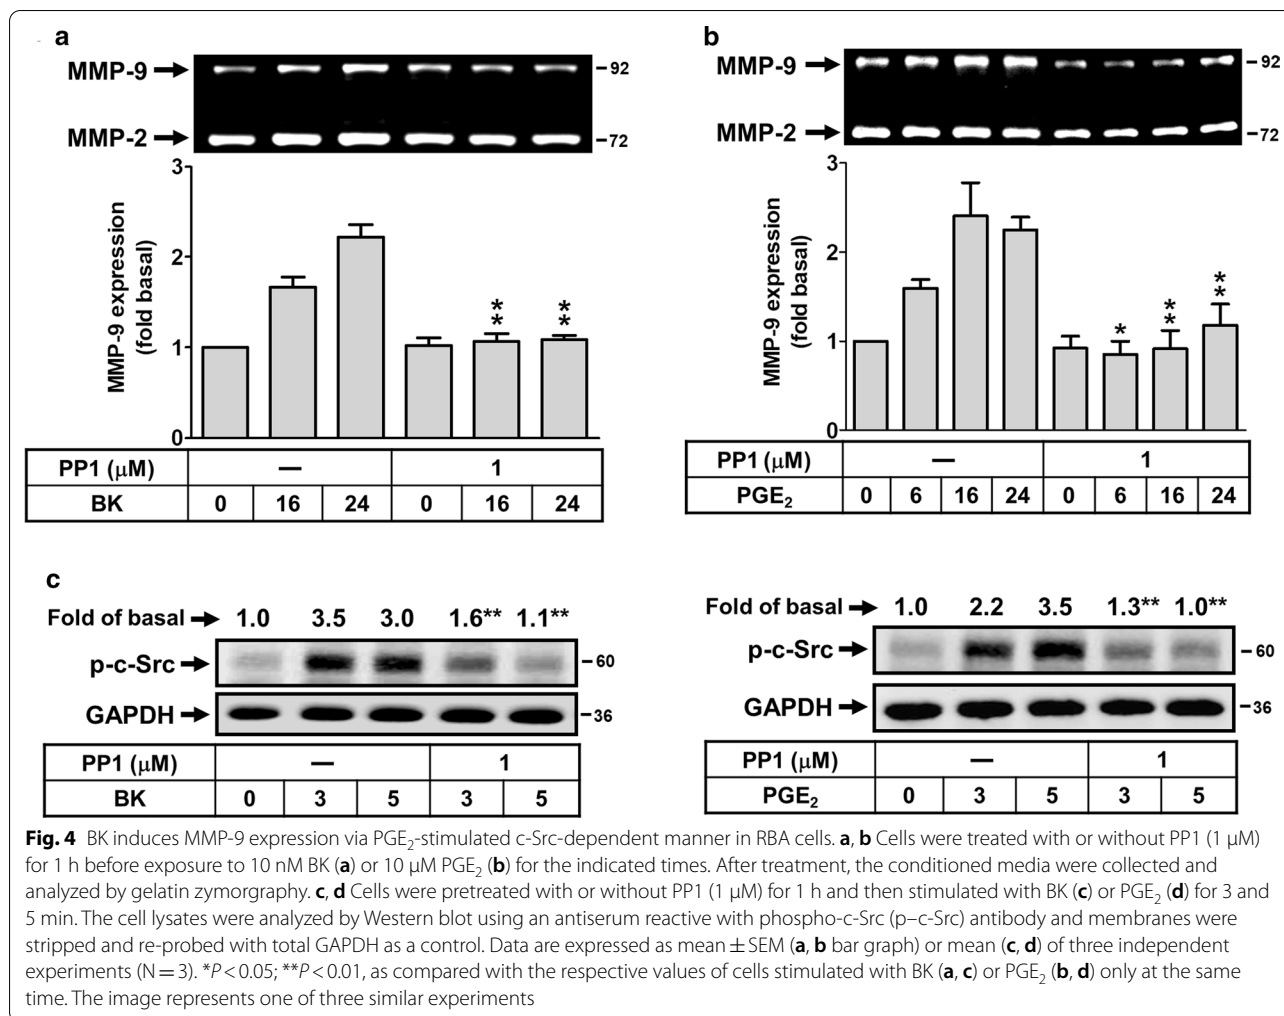 a
MMP-9
92
MMP-2
72
MMP-9 expression
(fold basal)
3
2
1
0
**
**
PP1 (μM) — 1
BK 0 16 24 0 16 24
b
MMP-9
92
MMP-2
72
MMP-9 expression
(fold basal)
3
2
1
0
*
**
**
PP1 (μM) — 1
PGE₂ 0 6 16 24 0 6 16 24
c
Fold of basal 1.0 3.5 3.0 1.6** 1.1**
p-c-Src 60
GAPDH 36
PP1 (μM) — 1
BK 0 3 5 3 5
Fold of basal 1.0 2.2 3.5 1.3** 1.0**
p-c-Src 60
GAPDH 36
PP1 (μM) — 1
PGE₂ 0 3 5 3 5
Fig. 4 BK induces MMP-9 expression via PGE₂-stimulated c-Src-dependent manner in RBA cells. a, b Cells were treated with or without PP1 (1 μM)
for 1 h before exposure to 10 nM BK (a) or 10 μM PGE₂ (b) for the indicated times. After treatment, the conditioned media were collected and
analyzed by gelatin zymorgraphy. c, d Cells were pretreated with or without PP1 (1 μM) for 1 h and then stimulated with BK (c) or PGE₂ (d) for 3 and
5 min. The cell lysates were analyzed by Western blot using an antiserum reactive with phospho-c-Src (p–c-Src) antibody and membranes were
stripped and re-probed with total GAPDH as a control. Data are expressed as mean ± SEM (a, b bar graph) or mean (c, d) of three independent
experiments (N = 3). *P < 0.05; **P < 0.01, as compared with the respective values of cells stimulated with BK (a, c) or PGE₂ (b, d) only at the same
time. The image represents one of three similar experiments